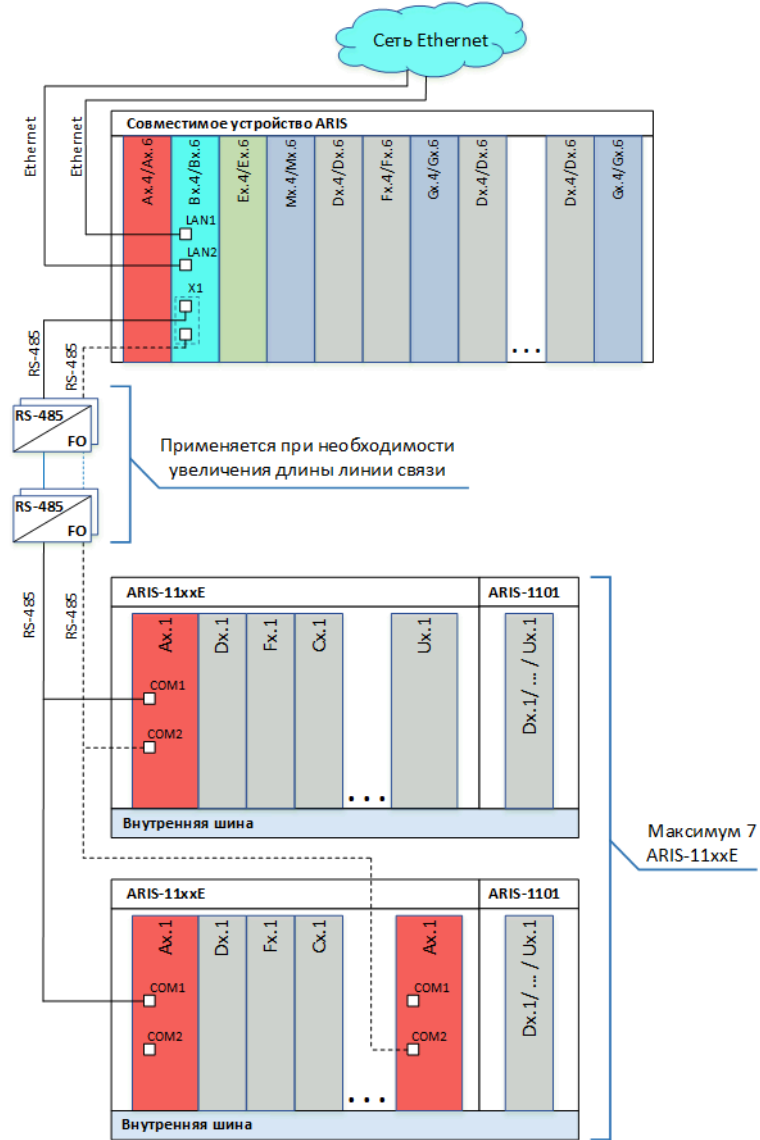 Сеть Ethernet
Ethernet
Ethernet
Совместимое устройство ARIS
Ax.4/Ax.6
Bx.4/Bx.6
Ex.4/Ex.6
Mx.4/Mx.6
Dx.4/Dx.6
Fx.4/Fx.6
Gx.4/Gx.6
Dx.4/Dx.6
...
Dx.4/Dx.6
Gx.4/Gx.6
LAN1
LAN2
X1
RS-485
RS-485
RS-485
FO
Применяется при необходимости
увеличения длины линии связи
RS-485
FO
RS-485
RS-485
ARIS-11xxE
ARIS-1101
Ax.1
Dx.1
Fx.1
Cx.1
...
Ux.1
Dx.1/ ... / Ux.1
COM1
COM2
Внутренняя шина
Максимум 7
ARIS-11xxE
ARIS-11xxE
ARIS-1101
Ax.1
Dx.1
Fx.1
Cx.1
...
Ax.1
Dx.1/ ... / Ux.1
COM1
COM1
COM2
COM2
Внутренняя шина